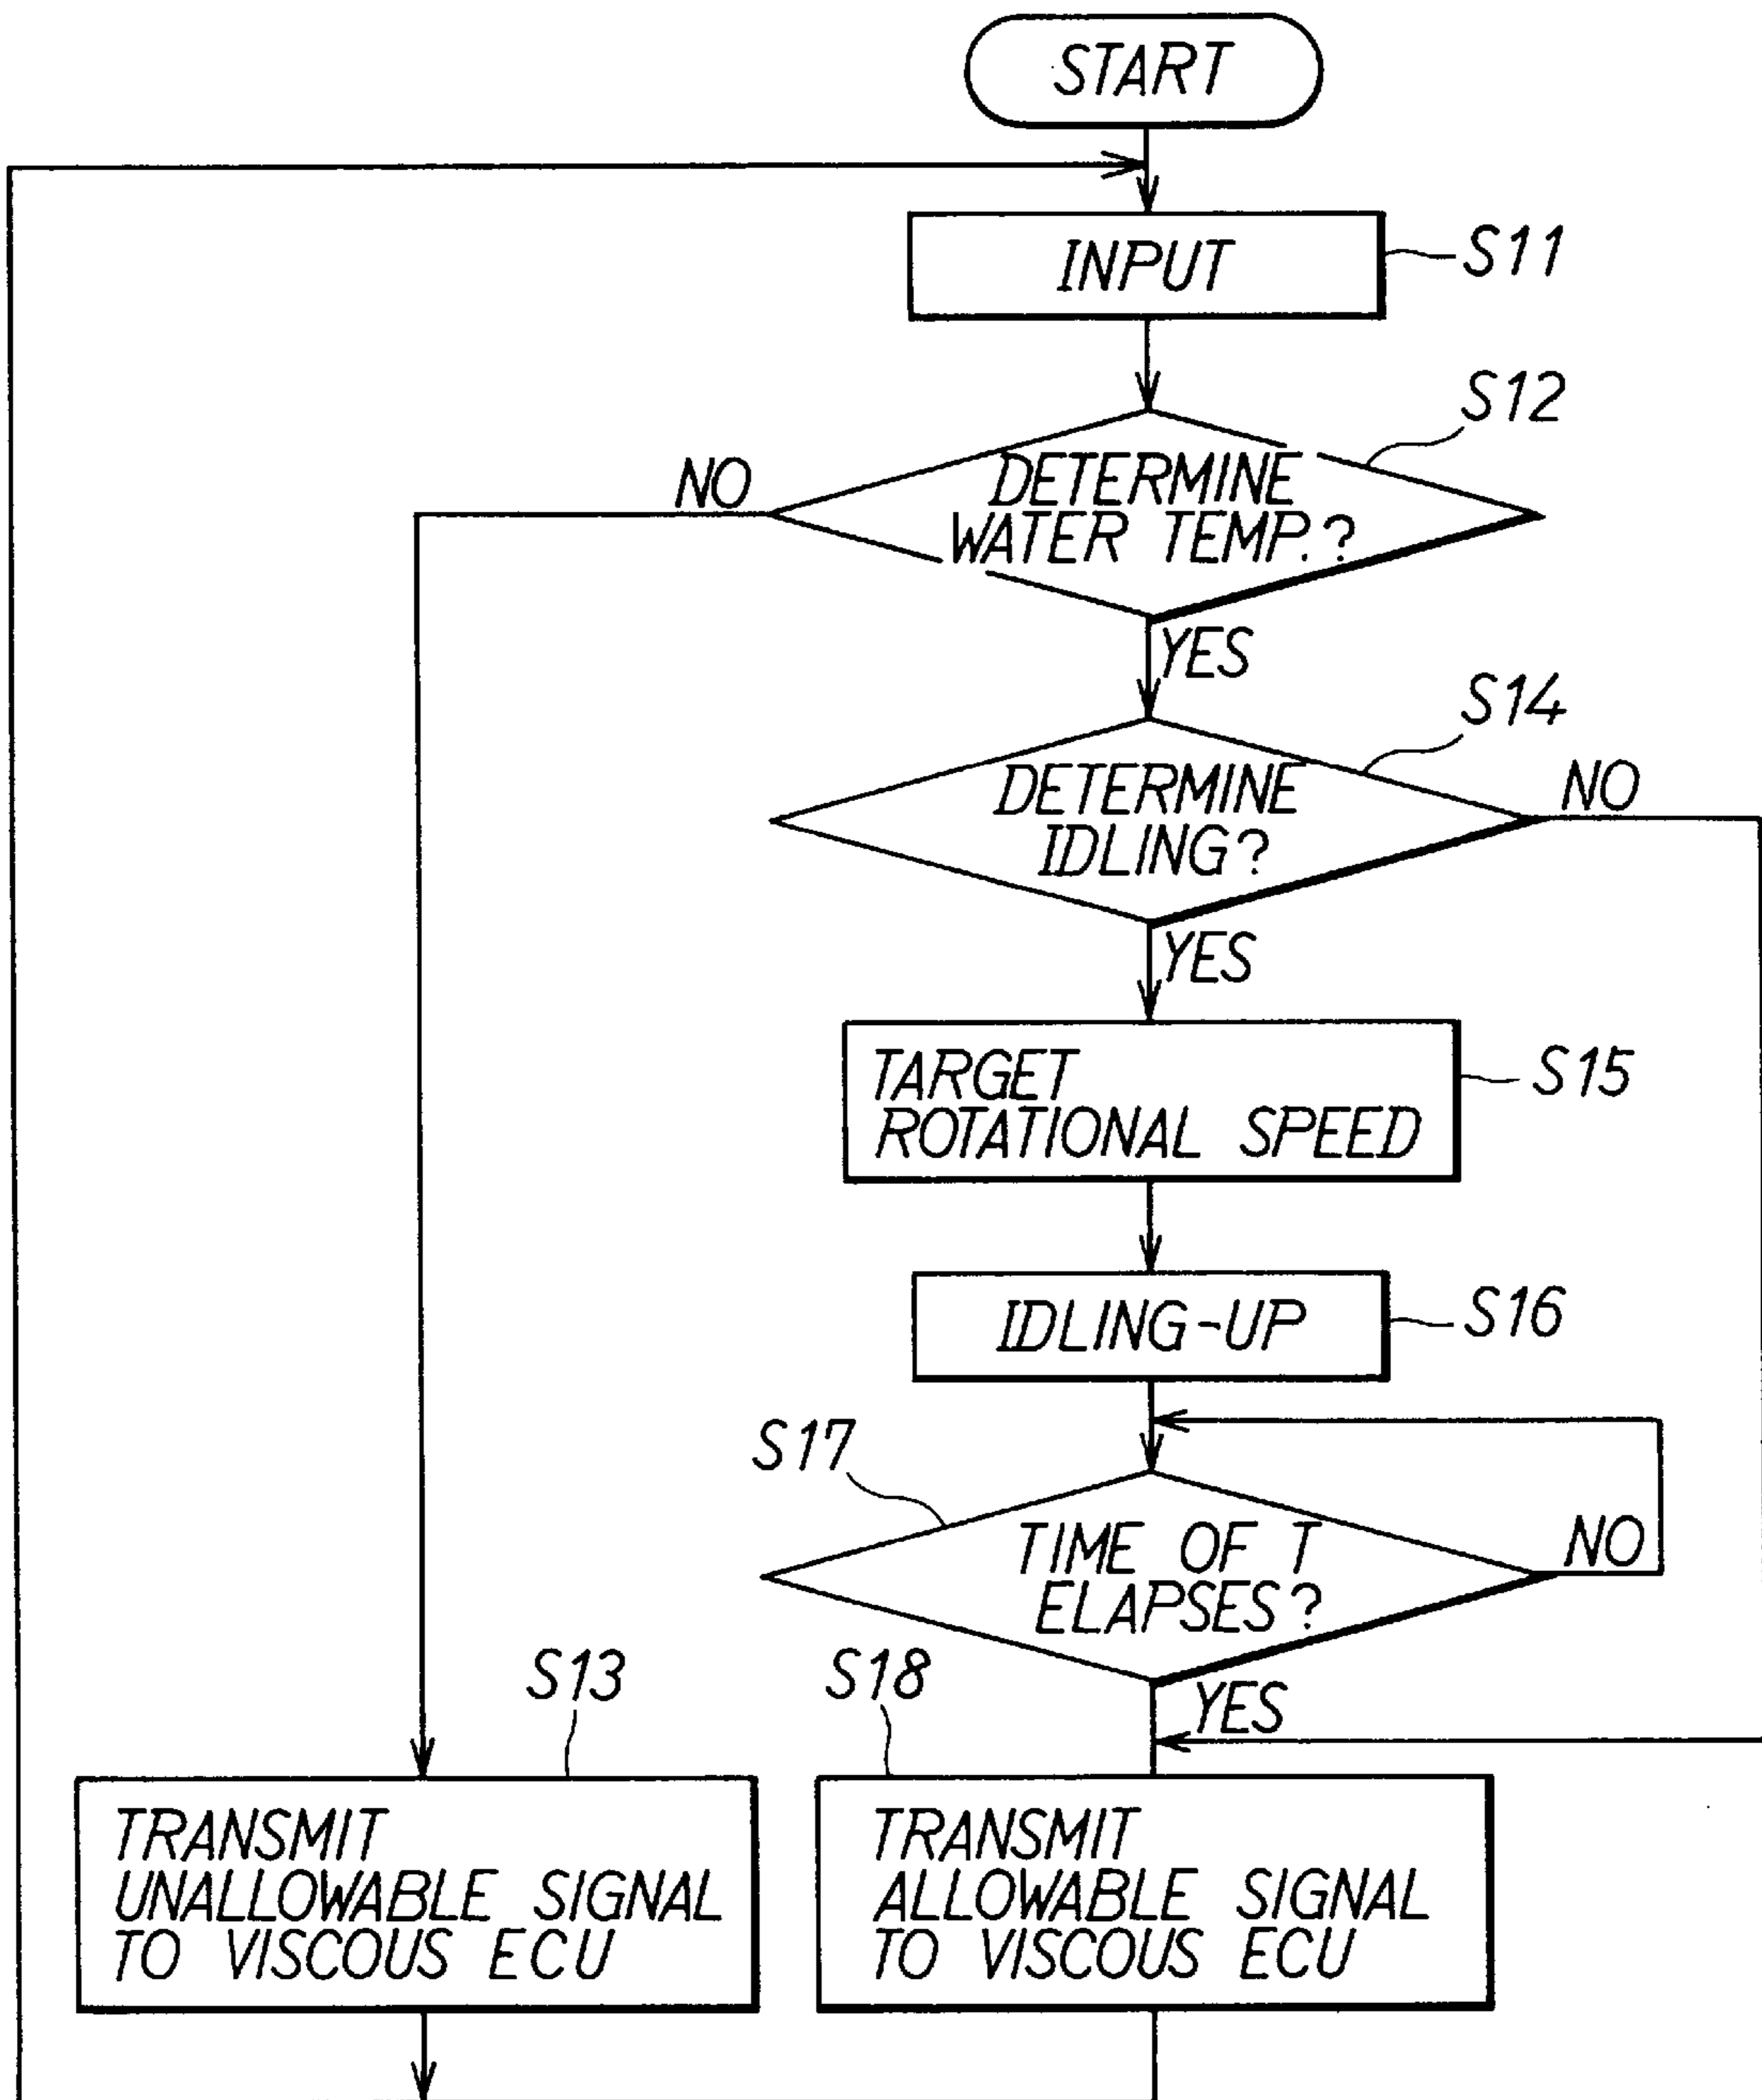 START
INPUT
S11
S12
NO
DETERMINE
WATER TEMP.?
YES
S14
DETERMINE
IDLING?
NO
YES
TARGET
ROTATIONAL SPEED
S15
IDLING-UP
S16
S17
TIME OF T
ELAPSES?
NO
YES
S13
S18
TRANSMIT
UNALLOWABLE SIGNAL
TO VISCOUS ECU
TRANSMIT
ALLOWABLE SIGNAL
TO VISCOUS ECU